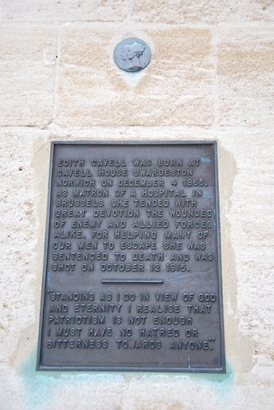 EDITH CAVELL WAS BORN AT
CAVELL HOUSE SWARDESTON
NORWICH ON DECEMBER 4 1865.
AS MATRON OF A HOSPITAL IN
BRUSSELS SHE TENDED WITH
GREAT DEVOTION THE WOUNDED
OF ENEMY AND ALLIED FORCES
ALIKE. FOR HELPING MANY OF
OUR MEN TO ESCAPE SHE WAS
SENTENCED TO DEATH AND WAS
SHOT ON OCTOBER 12 1915.
"STANDING AS I DO IN VIEW OF GOD
AND ETERNITY I REALISE THAT
PATRIOTISM IS NOT ENOUGH
I MUST HAVE NO HATRED OR
BITTERNESS TOWARDS ANYONE"